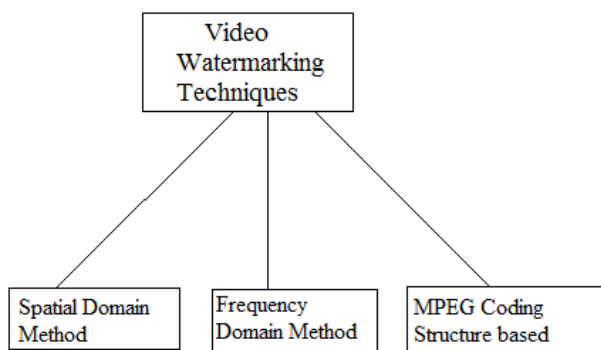 Video
Watermarking
Techniques
Spatial Domain
Method
Frequency
Domain Method
MPEG Coding
Structure based